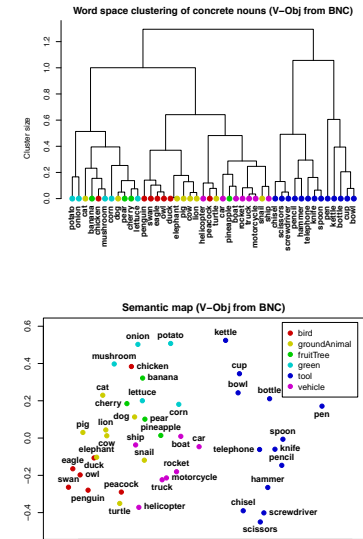 Word space clustering of concrete nouns (V-Obj from BNC)
Cluster size
1.2
1.0
0.8
0.6
0.4
0.2
0.0
potato
onion
cat
banana
chicken
mushroom
corn
dog
pear
cherry
lettuce
penguin
swan
eagle
owl
duck
elephant
pig
cow
lion
helicopter
peacock
turtle
car
pineapple
boat
rocket
truck
motorcycle
snail
ship
chisel
scissors
screwdriver
pencil
hammer
telephone
knife
spoon
pen
kettle
bottle
cup
bowl
Semantic map (V-Obj from BNC)
0.6
0.4
0.2
0.0
−0.2
−0.4
bird
groundAnimal
fruitTree
green
tool
vehicle
kettle
onion
potato
mushroom
chicken
cup
banana
cat
bowl
bottle
lettuce
cherry
corn
pen
dog
pear
lion
pig
pineapple
cow
ship
boat
car
spoon
telephone
knife
elephant
snail
pencil
eagle
duck
rocket
owl
motorcycle
swan
truck
hammer
penguin
peacock
turtle
helicopter
chisel
screwdriver
scissors